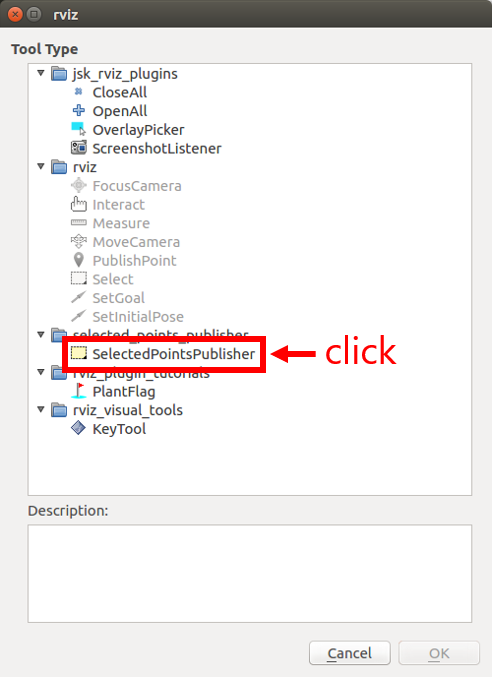 rviz
Tool Type
jsk_rviz_plugins
CloseAll
OpenAll
OverlayPicker
ScreenshotListener
rviz
FocusCamera
Interact
Measure
MoveCamera
PublishPoint
Select
SetGoal
SetInitialPose
selected_points_publisher
SelectedPointsPublisher
click
rviz_plugin_tutorials
PlantFlag
rviz_visual_tools
KeyTool
Description:
Cancel
OK